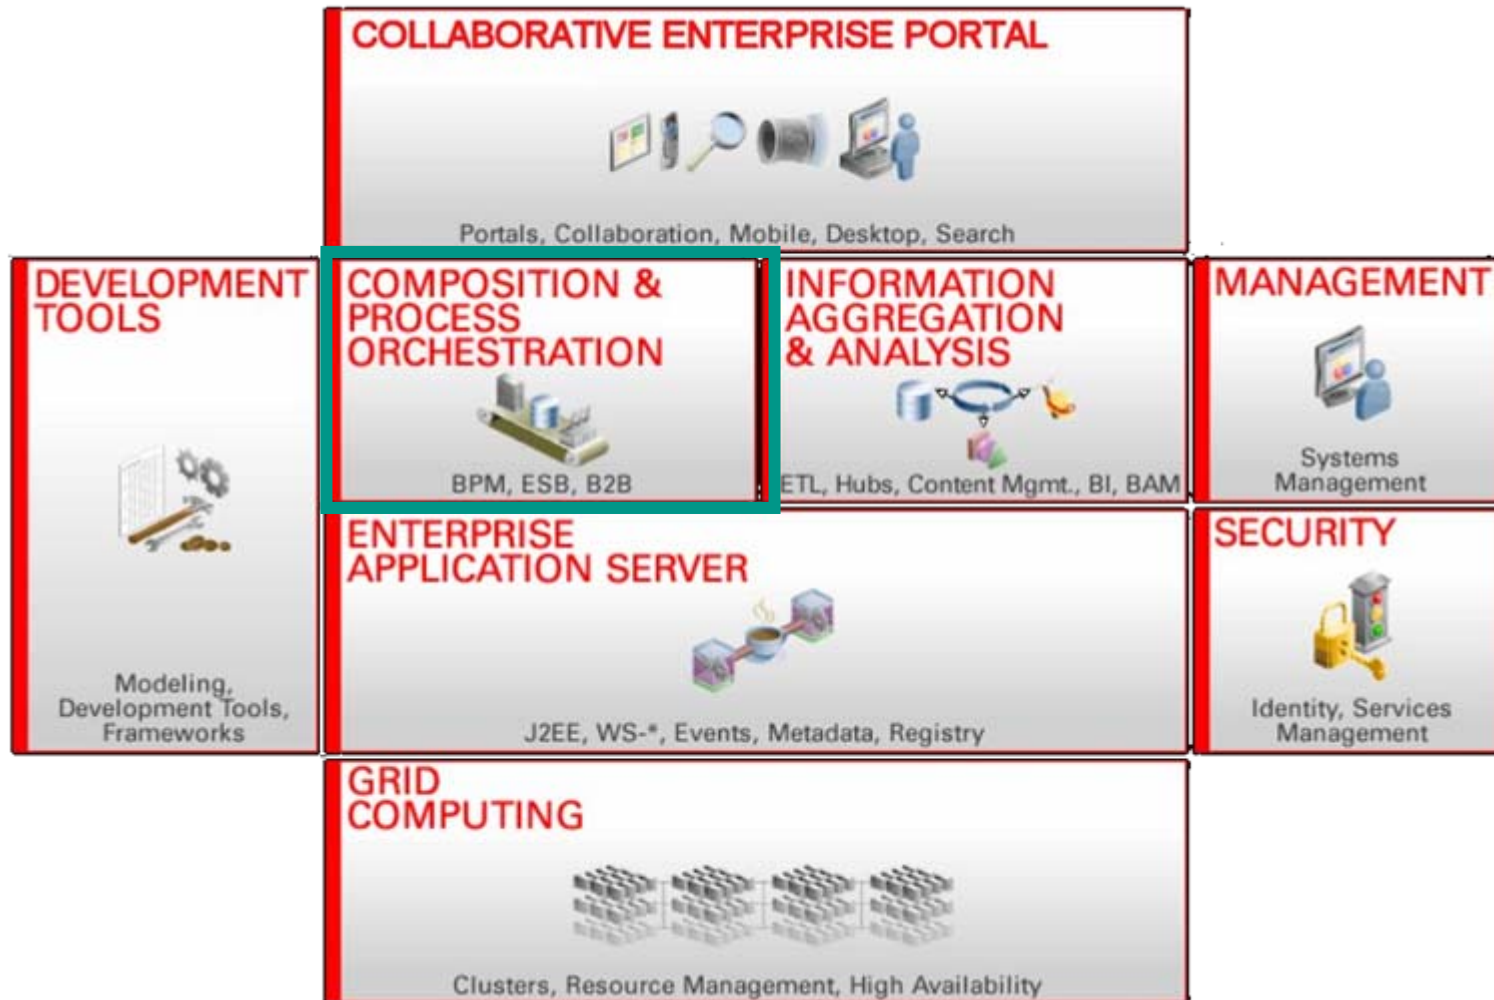 COLLABORATIVE ENTERPRISE PORTAL
Portals, Collaboration, Mobile, Desktop, Search
DEVELOPMENT
TOOLS
Modeling,
Development Tools,
Frameworks
COMPOSITION &
PROCESS
ORCHESTRATION
BPM, ESB, B2B
INFORMATION
AGGREGATION
& ANALYSIS
ETL, Hubs, Content Mgmt., BI, BAM
MANAGEMENT
Systems
Management
ENTERPRISE
APPLICATION SERVER
J2EE, WS-*, Events, Metadata, Registry
SECURITY
Identity, Services
Management
GRID
COMPUTING
Clusters, Resource Management, High Availability